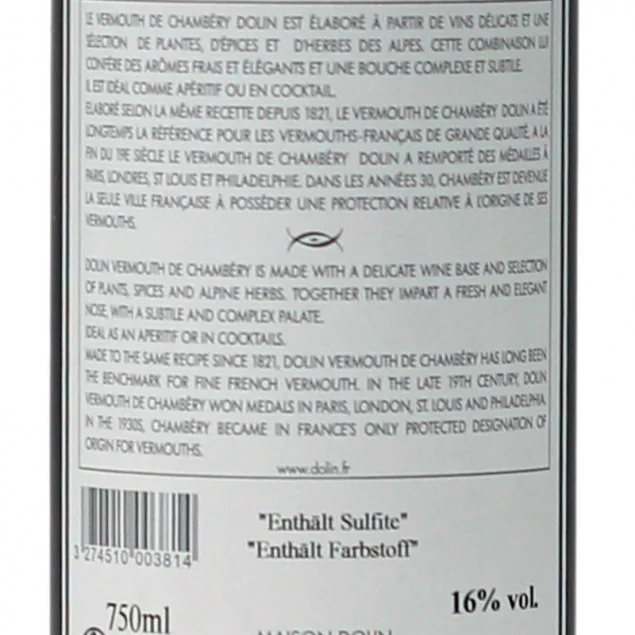 LE VERMOUTH DE CHAMBÉRY DOLIN EST ÉLABORÉ À PARTIR DE VINS DÉLICATS ET UNE
SÉLECTION DE PLANTES, D'ÉPICES ET D'HERBES DES ALPES. CETTE COMBINAISON LUI
CONFÈRE DES ARÔMES FRAIS ET ÉLÉGANTS ET UNE BOUCHE COMPLEXE ET SUBTILE.
IL EST IDÉAL COMME APÉRITIF OU EN COCKTAIL.
ELABORÉ SELON LA MÊME RECETTE DEPUIS 1821, LE VERMOUTH DE CHAMBÉRY DOLIN A ÉTÉ
LONGTEMPS LA RÉFÉRENCE POUR LES VERMOUTHS-FRANÇAIS DE GRANDE QUALITÉ. A LA
FIN DU 19E SIÈCLE LE VERMOUTH DE CHAMBÉRY DOLIN A REMPORTÉ DES MÉDAILLES À
PARIS, LONDRES, ST LOUIS ET PHILADELPHIE. DANS LES ANNÉES 30, CHAMBÉRY EST DEVENUE
LA SEULE VILLE FRANÇAISE À POSSÉDER UNE PROTECTION RELATIVE À L'ORIGINE DE SES
VERMOUTHS.
DOLIN VERMOUTH DE CHAMBÉRY IS MADE WITH A DELICATE WINE BASE AND SELECTION
OF PLANTS, SPICES AND ALPINE HERBS. TOGETHER THEY IMPART A FRESH AND ELEGANT
NOSE, WITH A SUBTILE AND COMPLEX PALATE.
IDEAL AS AN APERITIF OR IN COCKTAILS.
MADE TO THE SAME RECIPE SINCE 1821, DOLIN VERMOUTH DE CHAMBÉRY HAS LONG BEEN
THE BENCHMARK FOR FINE FRENCH VERMOUTH. IN THE LATE 19TH CENTURY, DOLIN
VERMOUTH DE CHAMBÉRY WON MEDALS IN PARIS, LONDON, ST. LOUIS AND PHILADELPHIA.
IN THE 1930S, CHAMBÉRY BECAME IN FRANCE'S ONLY PROTECTED DESIGNATION OF
ORIGIN FOR VERMOUTHS.
www.dolin.fr
"Enthält Sulfite"
"Enthält Farbstoff"
3 274510 003814
750ml
16% vol.
MAISON DOLIN